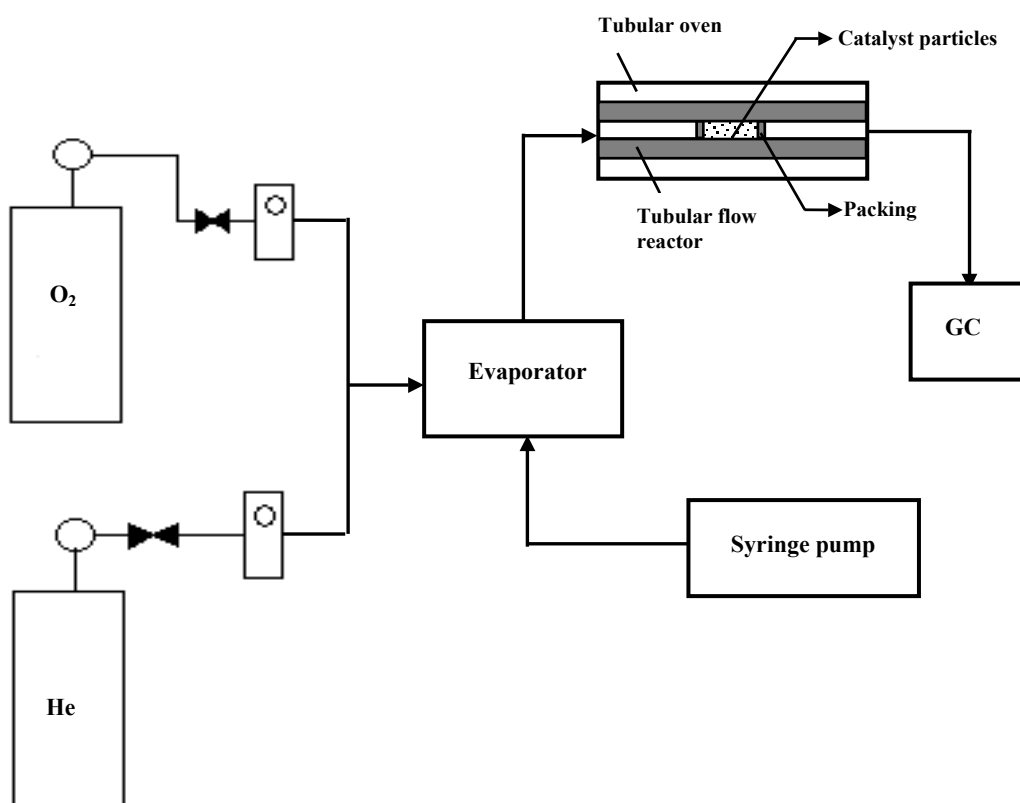 Tubular oven
Catalyst particles
Tubular flow
reactor
Packing
O₂
GC
Evaporator
Syringe pump
He